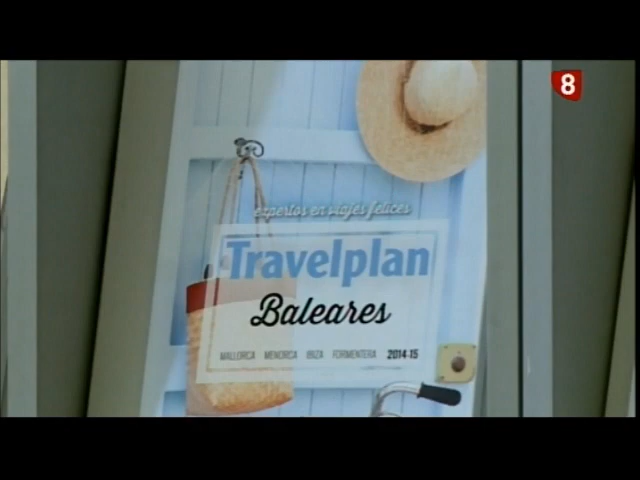 8
expertos en viajes felices
Travelplan
Baleares
MALLORCA MENORCA IBIZA FORMENTERA 2014-15